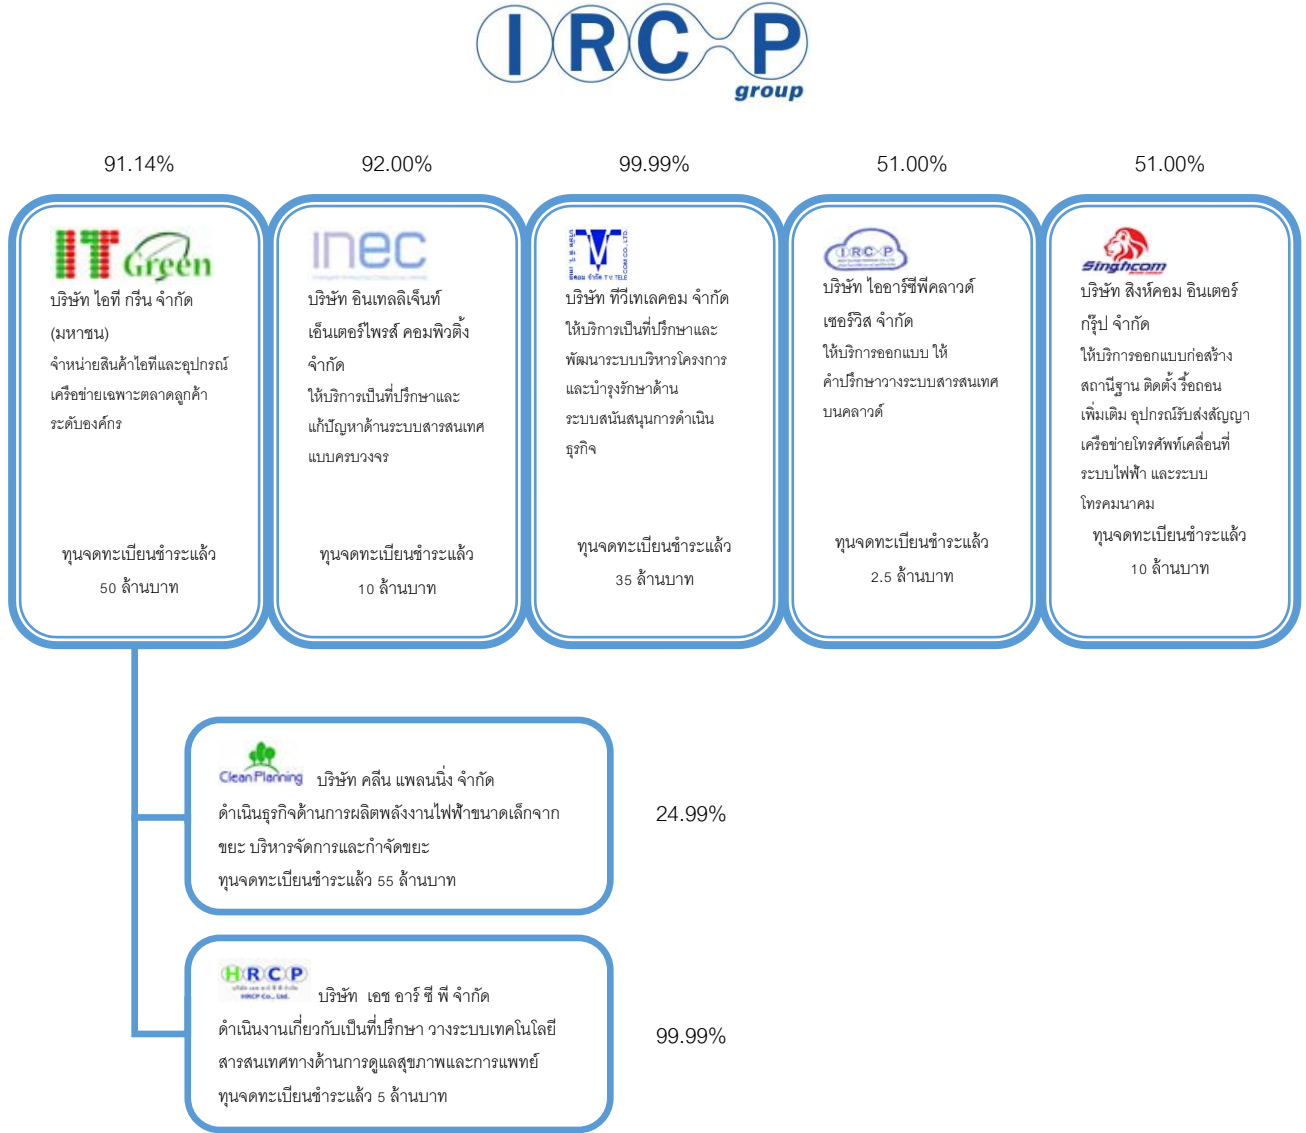 IRCP
group
91.14%
92.00%
99.99%
51.00%
51.00%
IT Green
บริษัท ไอที กรีน จำกัด
(มหาชน)
จำหน่ายสินค้าไอทีและอุปกรณ์
เครือข่ายเฉพาะตลาดลูกค้า
ระดับองค์กร
ทุนจดทะเบียนชำระแล้ว
50 ล้านบาท
inec
บริษัท อินเทลลิเจ็นท์
เอ็นเตอร์ไพรส์ คอมพิวติ้ง
จำกัด
ให้บริการเป็นที่ปรึกษาและ
แก้ปัญหาด้านระบบสารสนเทศ
แบบครบวงจร
ทุนจดทะเบียนชำระแล้ว
10 ล้านบาท
บริษัท ทีวีเทเลคอม จำกัด
ให้บริการเป็นที่ปรึกษาและ
พัฒนาระบบบริหารโครงการ
และบำรุงรักษาด้าน
ระบบสนันสนุนการดำเนิน
ธุรกิจ
ทุนจดทะเบียนชำระแล้ว
35 ล้านบาท
IRCP
บริษัท ไออาร์ซีพีคลาวด์
เซอร์วิส จำกัด
ให้บริการออกแบบ ให้
คำปรึกษาวางระบบสารสนเทศ
บนคลาวด์
ทุนจดทะเบียนชำระแล้ว
2.5 ล้านบาท
Singhcom
บริษัท สิงห์คอม อินเตอร์
กรุ๊ป จำกัด
ให้บริการออกแบบก่อสร้าง
สถานีฐาน ติดตั้ง รื้อถอน
เพิ่มเติม อุปกรณ์รับส่งสัญญา
เครือข่ายโทรศัพท์เคลื่อนที่
ระบบไฟฟ้า และระบบ
โทรคมนาคม
ทุนจดทะเบียนชำระแล้ว
10 ล้านบาท
Clean Planning บริษัท คลีน แพลนนิ่ง จำกัด
ดำเนินธุรกิจด้านการผลิตพลังงานไฟฟ้าขนาดเล็กจาก
ขยะ บริหารจัดการและกำจัดขยะ
ทุนจดทะเบียนชำระแล้ว 55 ล้านบาท
24.99%
HRCP
HRCP Co., Ltd.
บริษัท เอช อาร์ ซี พี จำกัด
ดำเนินงานเกี่ยวกับเป็นที่ปรึกษา วางระบบเทคโนโลยี
สารสนเทศทางด้านการดูแลสุขภาพและการแพทย์
ทุนจดทะเบียนชำระแล้ว 5 ล้านบาท
99.99%